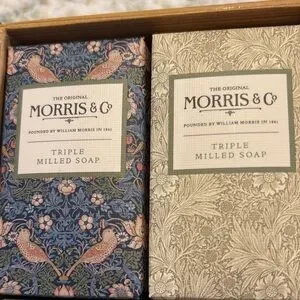 THE ORIGINAL
MORRIS & Co
FOUNDED BY WILLIAM MORRIS IN 1861
TRIPLE
MILLED SOAP
THE ORIGINAL
MORRIS & Co
FOUNDED BY WILLIAM MORRIS IN 1861
TRIPLE
MILLED SOAP